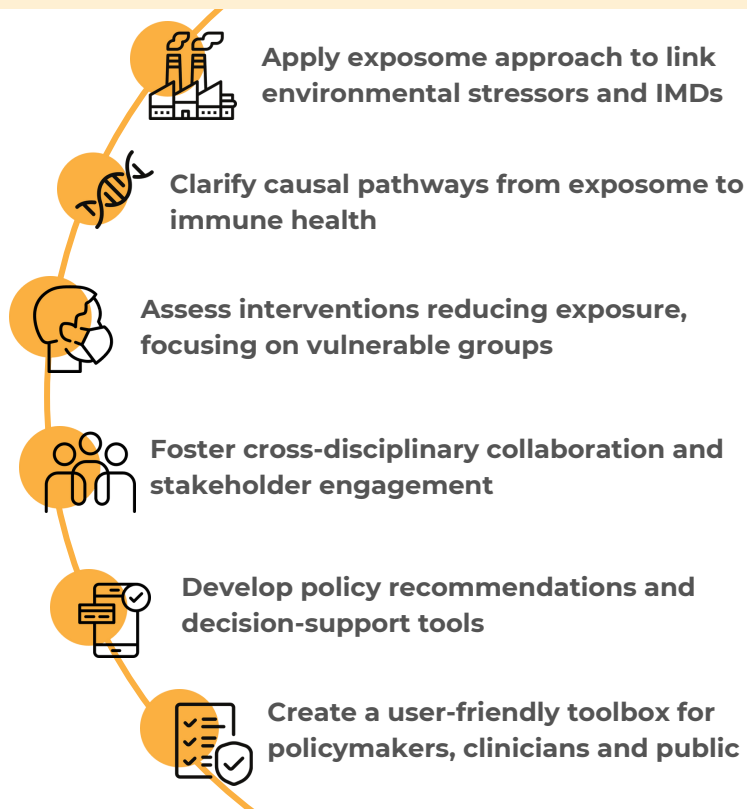 Apply exposome approach to link
environmental stressors and IMDs
Clarify causal pathways from exposome to
immune health
Assess interventions reducing exposure,
focusing on vulnerable groups
Foster cross-disciplinary collaboration and
stakeholder engagement
Develop policy recommendations and
decision-support tools
Create a user-friendly toolbox for
policymakers, clinicians and public